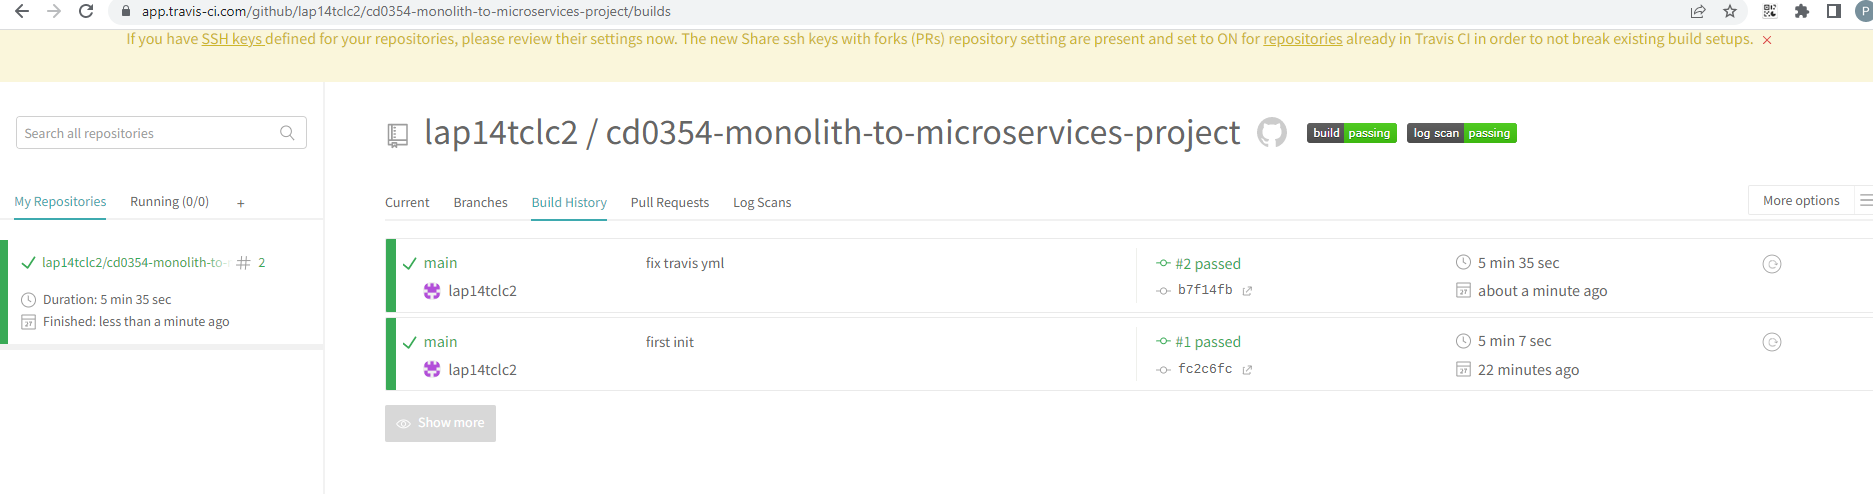 app.travis-ci.com/github/lap14tclc2/cd0354-monolith-to-microservices-project/builds
P
If you have SSH keys defined for your repositories, please review their settings now. The new Share ssh keys with forks (PRs) repository setting are present and set to ON for repositories already in Travis CI in order to not break existing build setups.
Search all repositories
lap14tclc2 / cd0354-monolith-to-microservices-project
build passing
log scan passing
My Repositories Running (0/0) +
Current Branches Build History Pull Requests Log Scans
More options
lap14tclc2/cd0354-monolith-to- # 2
Duration: 5 min 35 sec
Finished: less than a minute ago
main fix travis yml #2 passed 5 min 35 sec
lap14tclc2 b7f14fb about a minute ago
main first init #1 passed 5 min 7 sec
lap14tclc2 fc2c6fc 22 minutes ago
Show more